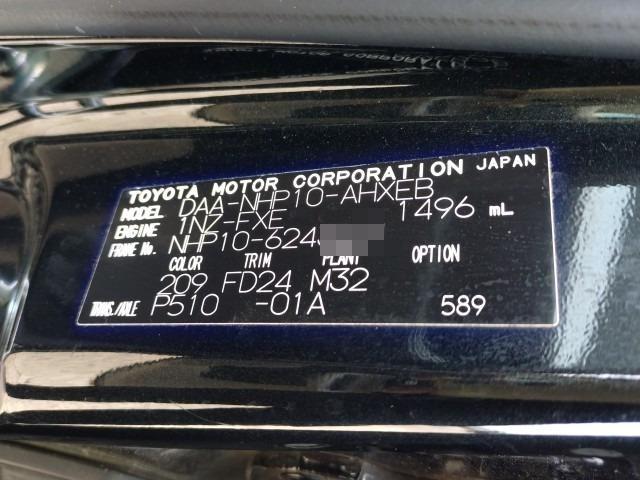 TOYOTA MOTOR CORPORATION JAPAN
MODEL DAA-NHP10-AHXEB
ENGINE 1NZ-FXE 1496 mL
FRAME No. NHP10-624
COLOR TRIM PLANT OPTION
209 FD24 M32
TRANS./AXLE P510 -01A 589